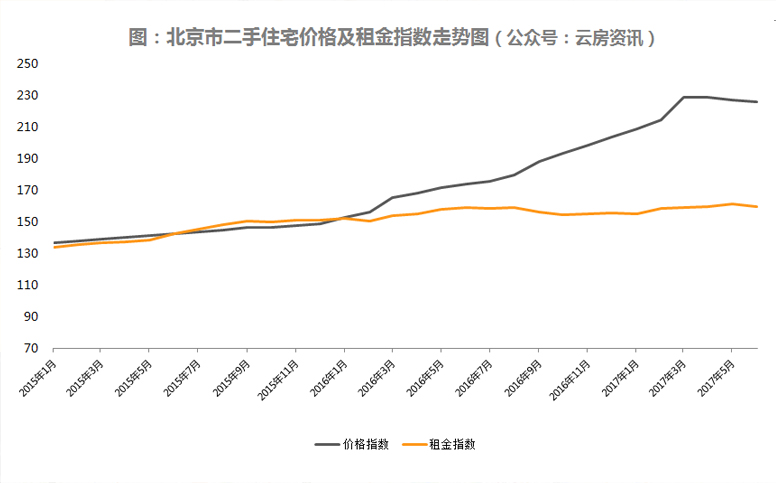 图：北京市二手住宅价格及租金指数走势图（公众号：云房资讯）
250
230
210
190
170
150
130
110
90
70
2015年1月
2015年3月
2015年5月
2015年7月
2015年9月
2015年11月
2016年1月
2016年3月
2016年5月
2016年7月
2016年9月
2016年11月
2017年1月
2017年3月
2017年5月
价格指数
租金指数